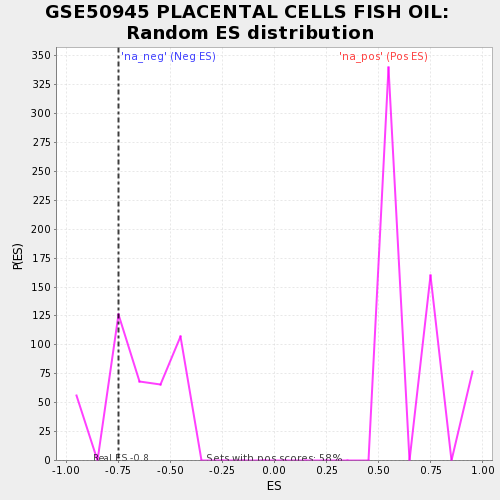 GSE50945 PLACENTAL CELLS FISH OIL:
Random ES distribution
'na_neg' (Neg ES)
'na_pos' (Pos ES)
350
325
300
275
250
225
200
175
150
125
100
75
50
25
0
P(ES)
Real ES -0.8
Sets with pos scores: 58%
-1.00 -0.75 -0.50 -0.25 0.00 0.25 0.50 0.75 1.00
ES